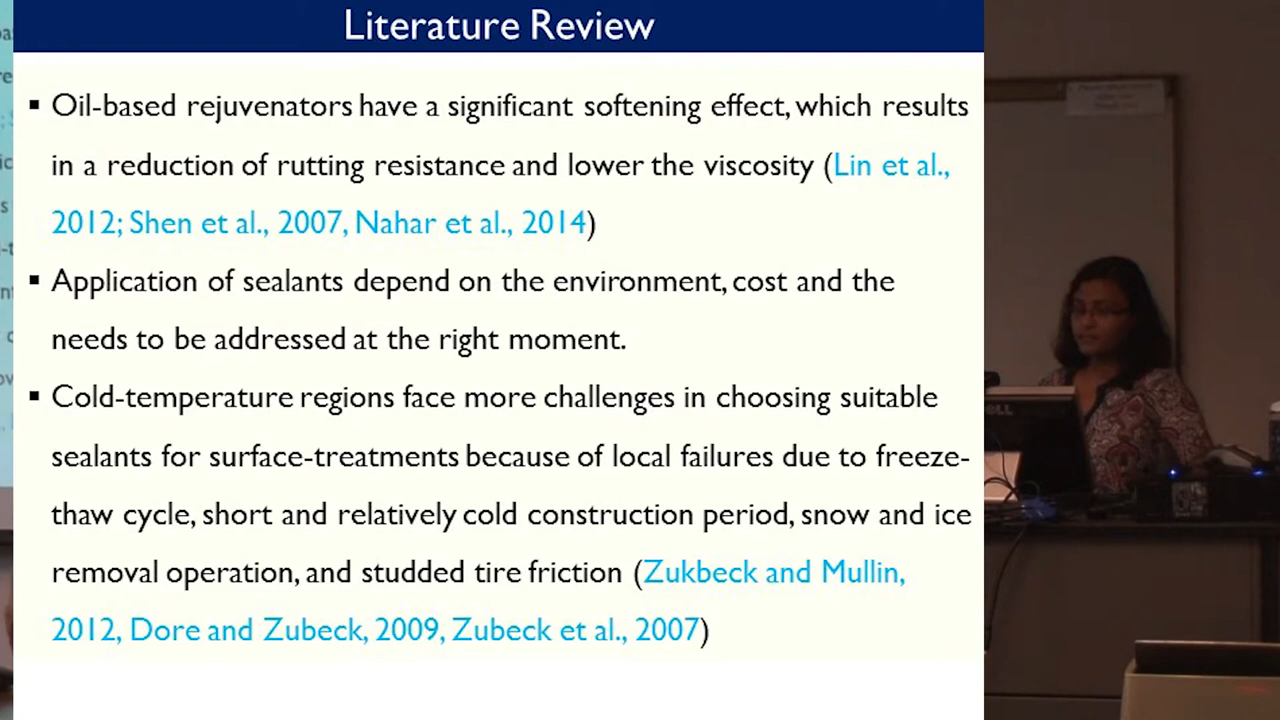 Literature Review
▪ Oil-based rejuvenators have a significant softening effect, which results
in a reduction of rutting resistance and lower the viscosity (Lin et al.,
2012; Shen et al., 2007, Nahar et al., 2014)
▪ Application of sealants depend on the environment, cost and the
needs to be addressed at the right moment.
▪ Cold-temperature regions face more challenges in choosing suitable
sealants for surface-treatments because of local failures due to freeze-
thaw cycle, short and relatively cold construction period, snow and ice
removal operation, and studded tire friction (Zukbeck and Mullin,
2012, Dore and Zubeck, 2009, Zubeck et al., 2007)
DELL